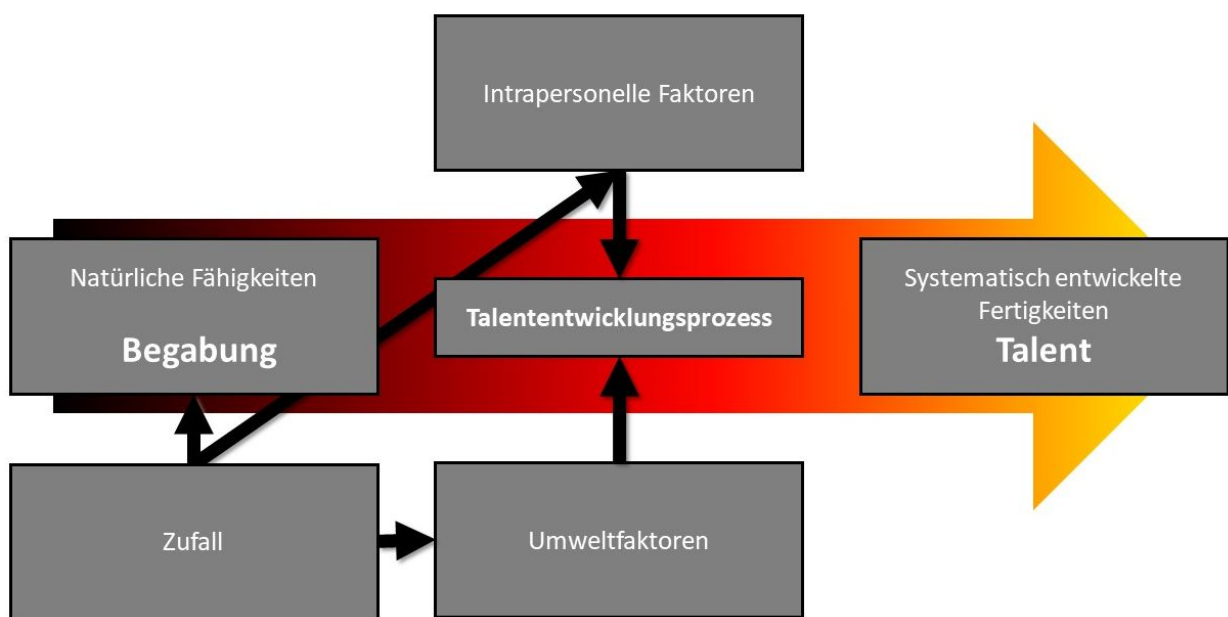 Intrapersonelle Faktoren
Natürliche Fähigkeiten
Begabung
Talententwicklungsprozess
Systematisch entwickelte
Fertigkeiten
Talent
Zufall
Umweltfaktoren